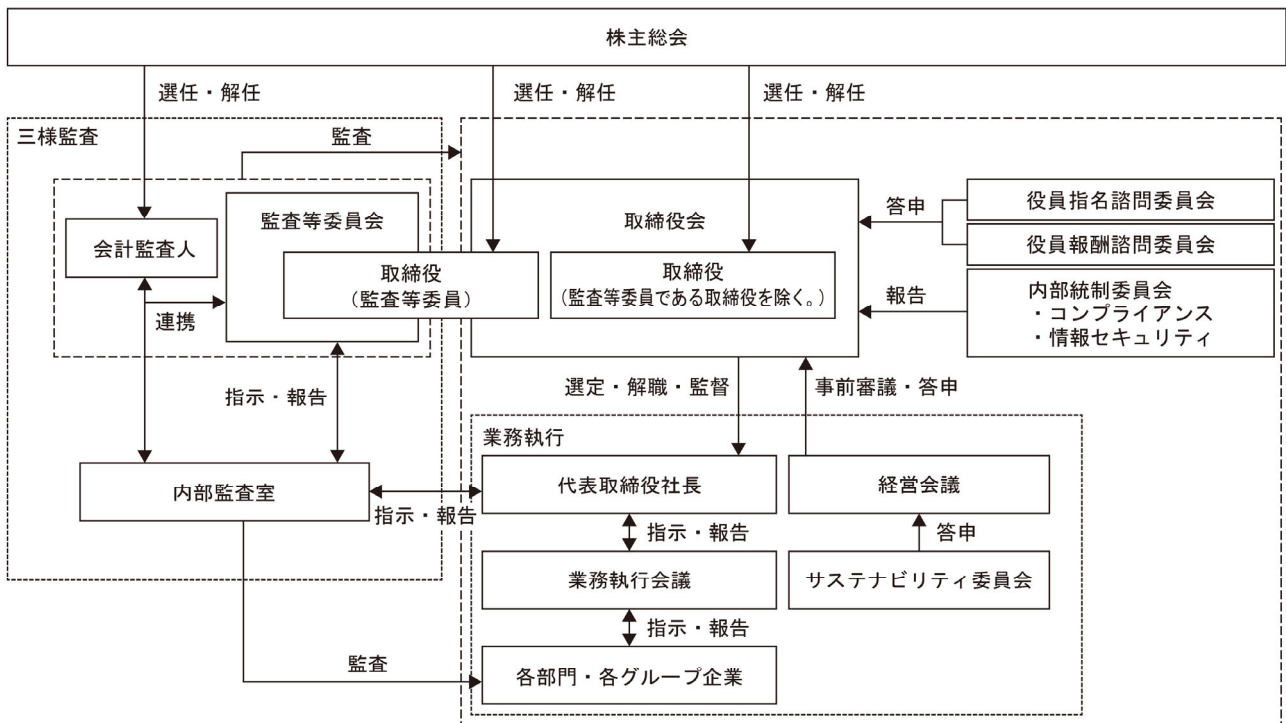 株主総会
選任・解任
選任・解任
選任・解任
三様監査
監査
監査等委員会
会計監査人
取締役
（監査等委員）
連携
取締役会
取締役
（監査等委員である取締役を除く。）
答申
役員指名諮問委員会
役員報酬諮問委員会
報告
内部統制委員会
・コンプライアンス
・情報セキュリティ
指示・報告
選定・解職・監督
事前審議・答申
業務執行
内部監査室
指示・報告
代表取締役社長
経営会議
指示・報告
答申
業務執行会議
サステナビリティ委員会
指示・報告
監査
各部門・各グループ企業